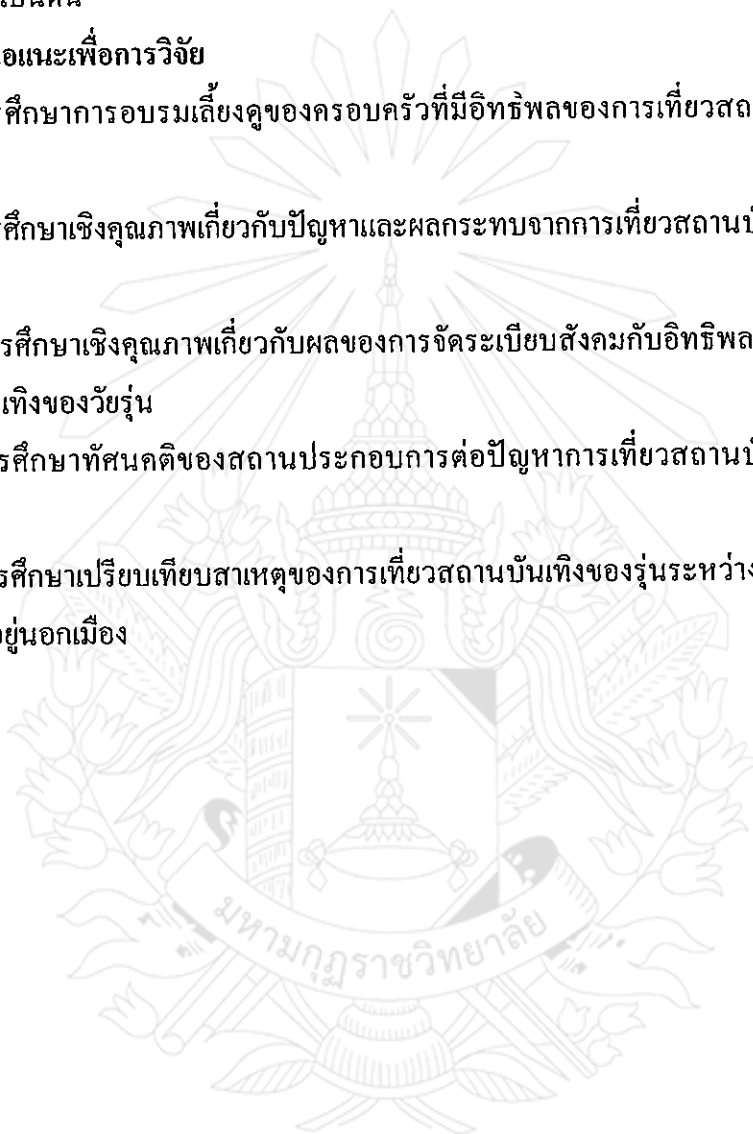 เป็นต้น
อแนะเพื่อการวิจัย
รศึกษาการอบรมเลี้ยงดูของครอบครัวที่มีอิทธิพลของการเที่ยวสถ
รศึกษาเชิงคุณภาพเกี่ยวกับปัญหาและผลกระทบจากการเที่ยวสถานบ
รศึกษาเชิงคุณภาพเกี่ยวกับผลของการจัดระเบียบสังคมกับอิทธิพล
เทิงของวัยรุ่น
รศึกษาทัศนคติของสถานประกอบการต่อปัญหาการเที่ยวสถานบ
รศึกษาเปรียบเทียบสาเหตุของการเที่ยวสถานบันเทิงของรุ่นระหว่าง
อยู่นอกเมือง
มหามกุฏราชวิทยาลัย